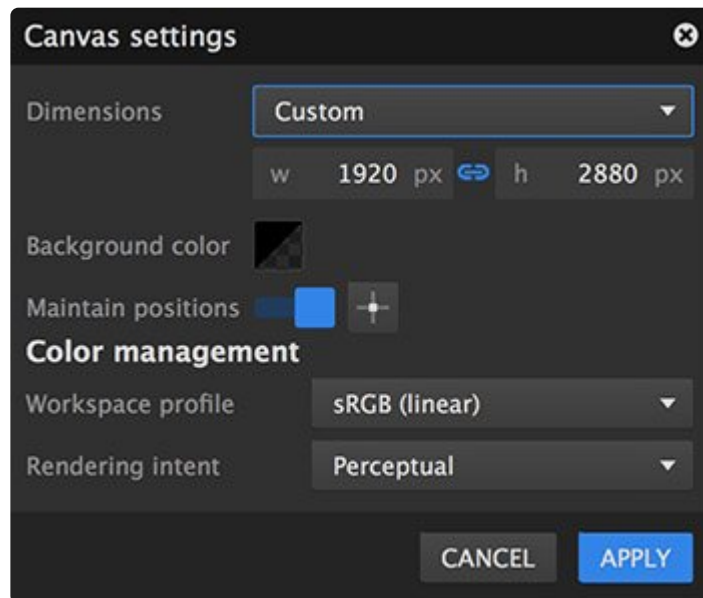 Canvas settings
Dimensions Custom
w 1920 px h 2880 px
Background color
Maintain positions
Color management
Workspace profile sRGB (linear)
Rendering intent Perceptual
CANCEL APPLY